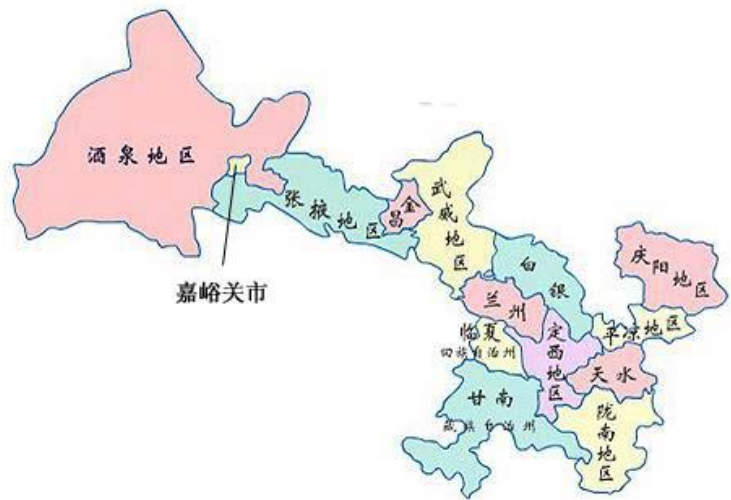 酒泉地区
嘉峪关市
张掖地区
金昌
武威地区
白银
兰州
临夏
回族自治州
定西地区
庆阳地区
平凉地区
天水
甘南
藏族自治州
陇南地区